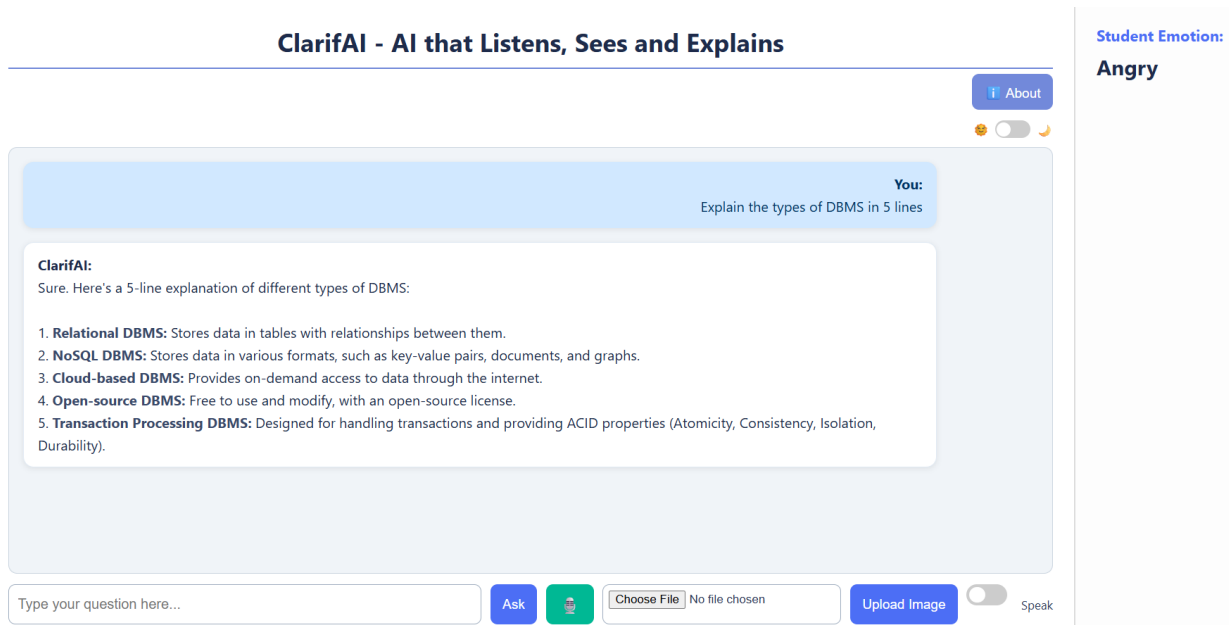 ClarifAI - AI that Listens, Sees and Explains
Student Emotion:
Angry
ℹ️ About
You:
Explain the types of DBMS in 5 lines
ClarifAI:
Sure. Here's a 5-line explanation of different types of DBMS:
1. Relational DBMS: Stores data in tables with relationships between them.
2. NoSQL DBMS: Stores data in various formats, such as key-value pairs, documents, and graphs.
3. Cloud-based DBMS: Provides on-demand access to data through the internet.
4. Open-source DBMS: Free to use and modify, with an open-source license.
5. Transaction Processing DBMS: Designed for handling transactions and providing ACID properties (Atomicity, Consistency, Isolation,
Durability).
Type your question here...
Ask
Choose File No file chosen
Upload Image
Speak